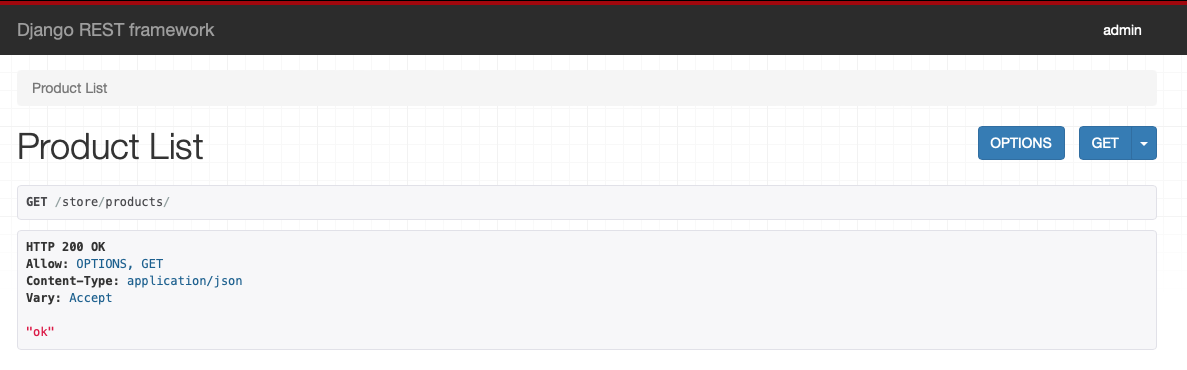 Django REST framework
admin
Product List
Product List
OPTIONS
GET
GET /store/products/
HTTP 200 OK
Allow: OPTIONS, GET
Content-Type: application/json
Vary: Accept
"ok"